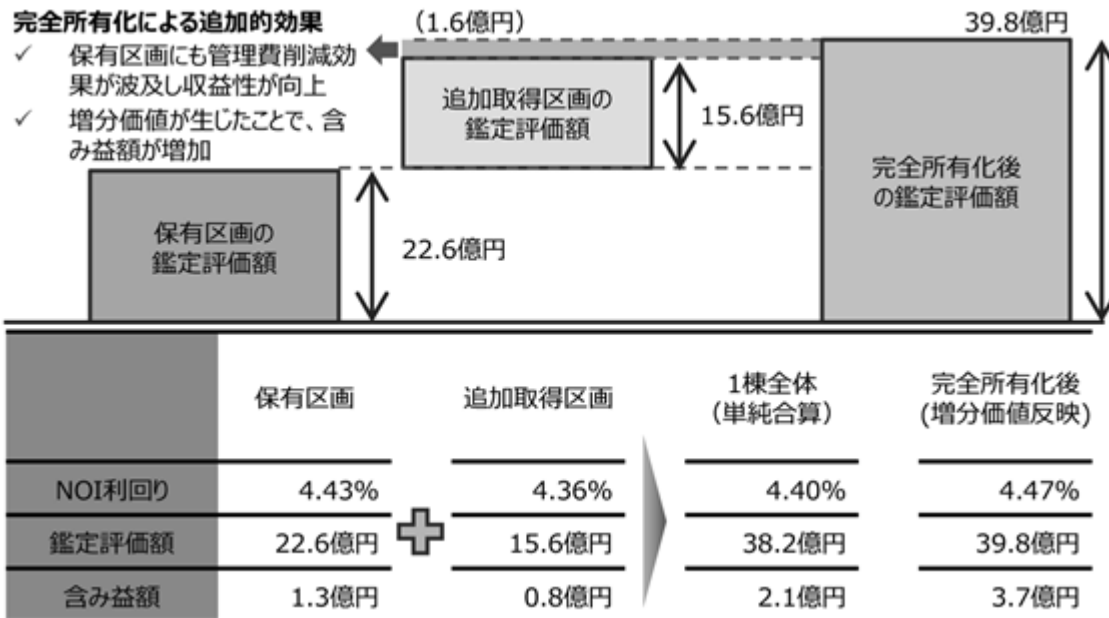 完全所有化による追加的効果
✓ 保有区画にも管理費削減効
果が波及し収益性が向上
✓ 増分価値が生じたことで、含
み益額が増加
(1.6億円)
39.8億円
追加取得区画の
鑑定評価額
15.6億円
完全所有化後
の鑑定評価額
保有区画の
鑑定評価額
22.6億円
保有区画 追加取得区画 1棟全体
(単純合算) 完全所有化後
(増分価値反映)
NOI利回り 4.43% 4.36% 4.40% 4.47%
鑑定評価額 22.6億円 15.6億円 38.2億円 39.8億円
含み益額 1.3億円 0.8億円 2.1億円 3.7億円